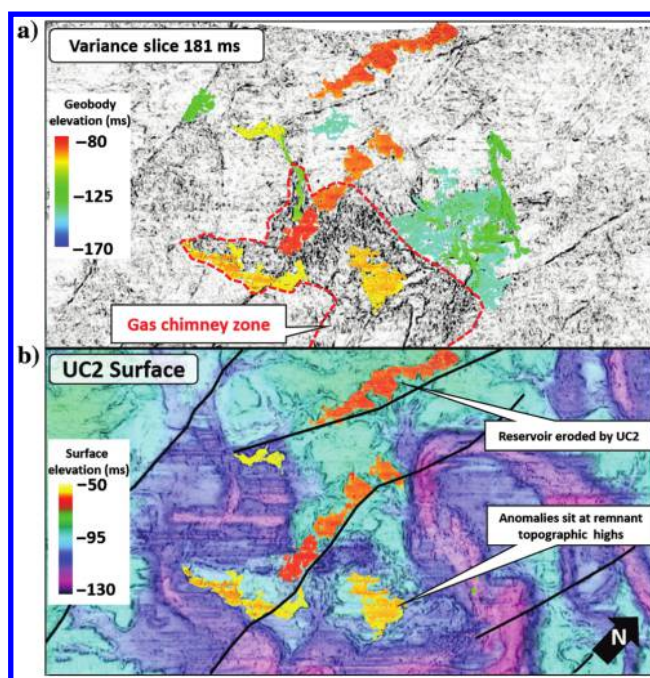 a)
Variance slice 181 ms
Geobody
elevation (ms)
−80
−125
−170
Gas chimney zone
b)
UC2 Surface
Surface
elevation (ms)
−50
−95
−130
Reservoir eroded by UC2
Anomalies sit at remnant
topographic highs
N